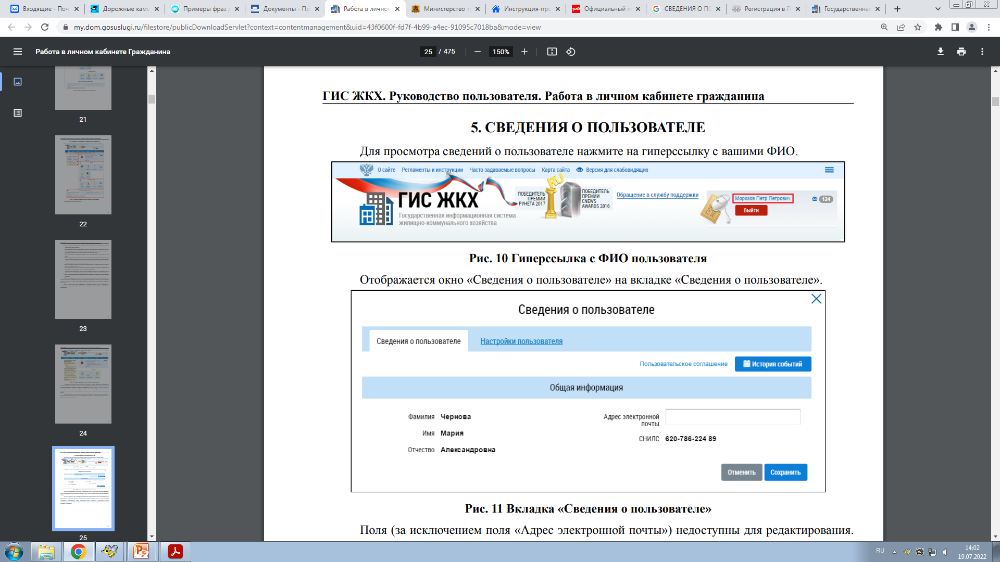 Входящие - Поч
Дорожные каме
Примеры фраз д
Документы - Пр
Работа в лично
Министерство т
Инструкция-пре
Официальный п
СВЕДЕНИЯ О ПО
Регистрация в Г
Государственна
my.dom.gosuslugi.ru/filestore/publicDownloadServlet?context=contentmanagement&uid=43f0600f-fd7f-4b99-a4ec-91095c7018ba&mode=view
Работа в личном кабинете Гражданина
25 / 475
150%
21
22
23
24
25
ГИС ЖКХ. Руководство пользователя. Работа в личном кабинете гражданина
5. СВЕДЕНИЯ О ПОЛЬЗОВАТЕЛЕ
Для просмотра сведений о пользователе нажмите на гиперссылку с вашими ФИО.
О сайте Регламенты и инструкции Часто задаваемые вопросы Карта сайта Версия для слабовидящих
ГИС ЖКХ
Государственная информационная система
жилищно-коммунального хозяйства
ПОБЕДИТЕЛЬ
ПРЕМИИ
РУНЕТА 2017
RU
ПОБЕДИТЕЛЬ
ПРЕМИИ
CNEWS
AWARDS 2016
Обращение в службу поддержки
ГИС
ЖКХ
Морозов Петр Петрович
124
Выйти
Рис. 10 Гиперссылка с ФИО пользователя
Отображается окно «Сведения о пользователе» на вкладке «Сведения о пользователе».
Сведения о пользователе
Сведения о пользователе Настройки пользователя
Пользовательское соглашение История событий
Общая информация
Фамилия Чернова
Имя Мария
Отчество Александровна
Адрес электронной
почты
СНИЛС 620-786-224 89
Отменить Сохранить
Рис. 11 Вкладка «Сведения о пользователе»
Поля (за исключением поля «Адрес электронной почты») недоступны для редактирования.
RU
14:02
19.07.2022